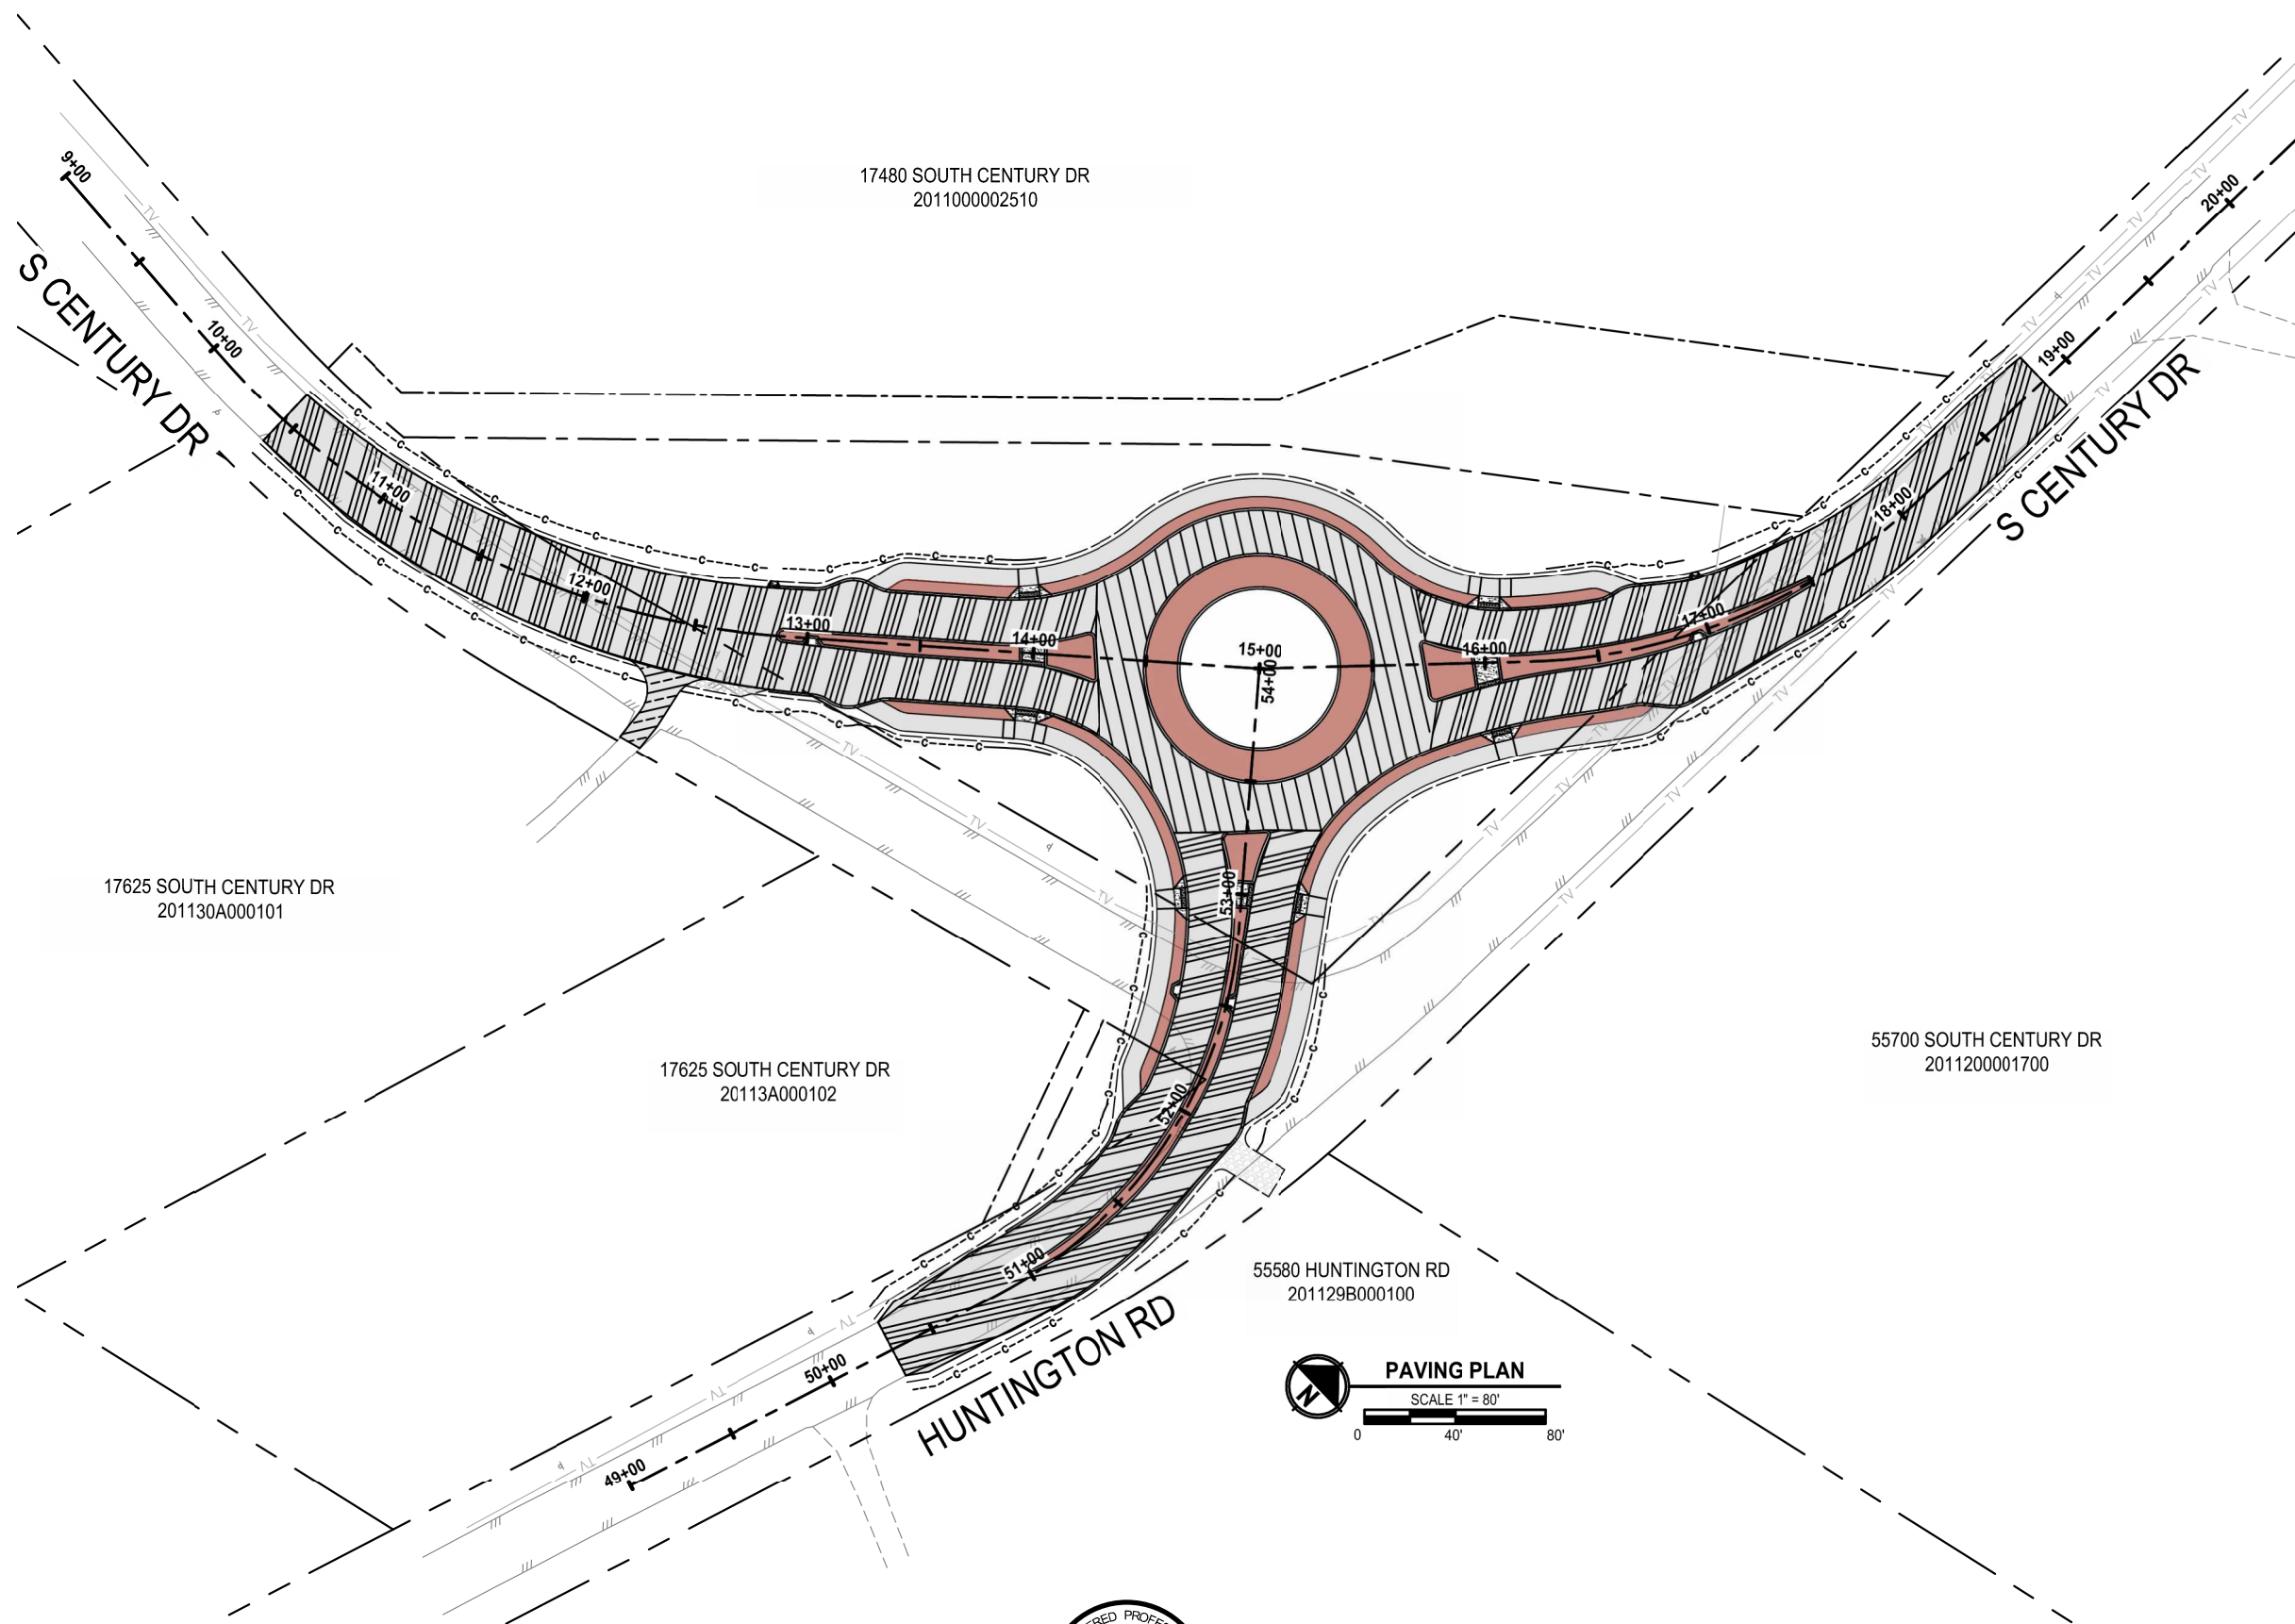 17480 SOUTH CENTURY DR
2011000002510
9+00
S CENTURY DR
10+00
11+00
12+00
13+00
14+00
15+00
54+00
16+00
17+00
18+00
19+00
20+00
S CENTURY DR
53+00
52+00
51+00
50+00
49+00
17625 SOUTH CENTURY DR
201130A000101
17625 SOUTH CENTURY DR
20113A000102
55700 SOUTH CENTURY DR
2011200001700
55580 HUNTINGTON RD
201129B000100
HUNTINGTON RD
N
PAVING PLAN
SCALE 1" = 80'
0 40' 80'
TV
C